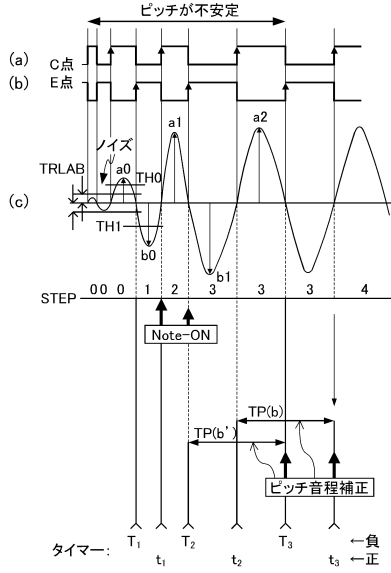 ピッチが不安定
(a) C点
(b) E点
ノイズ
TRLAB
a0
TH0
a1
a2
(c)
TH1
b0
b1
STEP 0 0 0 1 2 3 3 3 4
Note-ON
TP(b)
TP(b')
ピッチ音程補正
タイマー: T1 T2 T3 ←負
t1 t2 t3 ←正